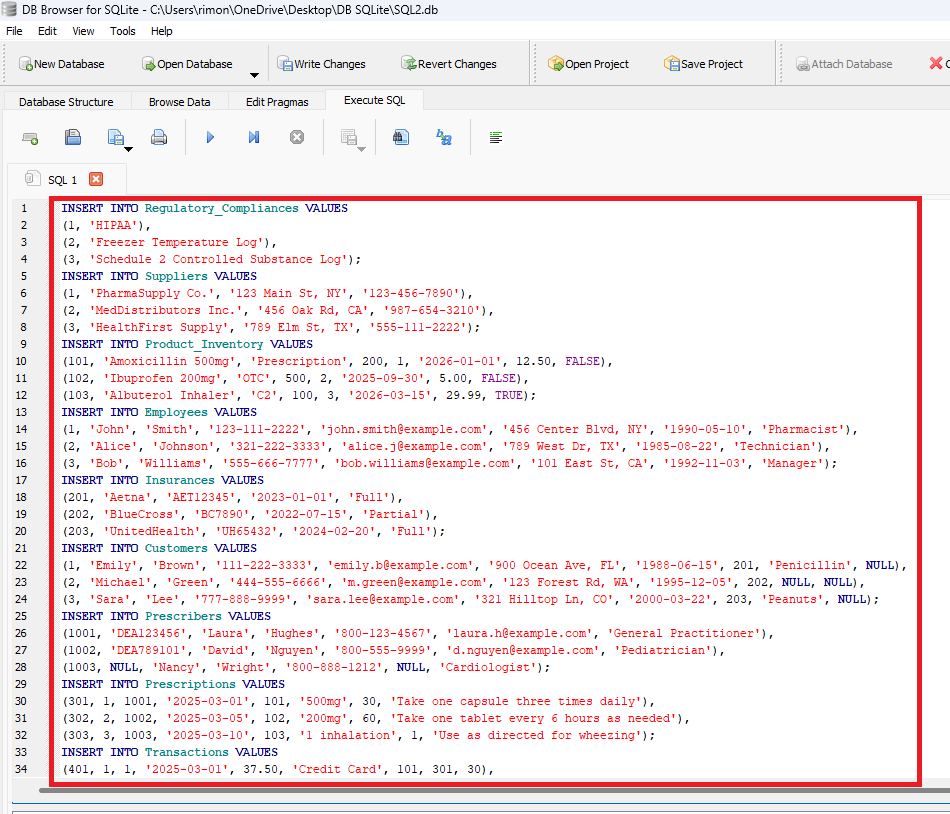 DB Browser for SQLite - C:\Users\rimon\OneDrive\Desktop\DB SQLite\SQL2.db
File Edit View Tools Help
New Database Open Database Write Changes Revert Changes Open Project Save Project Attach Database
Database Structure Browse Data Edit Pragmas Execute SQL
SQL 1
1 INSERT INTO Regulatory_Compliances VALUES
2 (1, 'HIPAA'),
3 (2, 'Freezer Temperature Log'),
4 (3, 'Schedule 2 Controlled Substance Log');
5 INSERT INTO Suppliers VALUES
6 (1, 'PharmaSupply Co.', '123 Main St, NY', '123-456-7890'),
7 (2, 'MedDistributors Inc.', '456 Oak Rd, CA', '987-654-3210'),
8 (3, 'HealthFirst Supply', '789 Elm St, TX', '555-111-2222');
9 INSERT INTO Product_Inventory VALUES
10 (101, 'Amoxicillin 500mg', 'Prescription', 200, 1, '2026-01-01', 12.50, FALSE),
11 (102, 'Ibuprofen 200mg', 'OTC', 500, 2, '2025-09-30', 5.00, FALSE),
12 (103, 'Albuterol Inhaler', 'C2', 100, 3, '2026-03-15', 29.99, TRUE);
13 INSERT INTO Employees VALUES
14 (1, 'John', 'Smith', '123-111-2222', 'john.smith@example.com', '456 Center Blvd, NY', '1990-05-10', 'Pharmacist'),
15 (2, 'Alice', 'Johnson', '321-222-3333', 'alice.j@example.com', '789 West Dr, TX', '1985-08-22', 'Technician'),
16 (3, 'Bob', 'Williams', '555-666-7777', 'bob.williams@example.com', '101 East St, CA', '1992-11-03', 'Manager');
17 INSERT INTO Insurances VALUES
18 (201, 'Aetna', 'AET12345', '2023-01-01', 'Full'),
19 (202, 'BlueCross', 'BC7890', '2022-07-15', 'Partial'),
20 (203, 'UnitedHealth', 'UH65432', '2024-02-20', 'Full');
21 INSERT INTO Customers VALUES
22 (1, 'Emily', 'Brown', '111-222-3333', 'emily.b@example.com', '900 Ocean Ave, FL', '1988-06-15', 201, 'Penicillin', NULL),
23 (2, 'Michael', 'Green', '444-555-6666', 'm.green@example.com', '123 Forest Rd, WA', '1995-12-05', 202, NULL, NULL),
24 (3, 'Sara', 'Lee', '777-888-9999', 'sara.lee@example.com', '321 Hilltop Ln, CO', '2000-03-22', 203, 'Peanuts', NULL);
25 INSERT INTO Prescribers VALUES
26 (1001, 'DEA123456', 'Laura', 'Hughes', '800-123-4567', 'laura.h@example.com', 'General Practitioner'),
27 (1002, 'DEA789101', 'David', 'Nguyen', '800-555-9999', 'd.nguyen@example.com', 'Pediatrician'),
28 (1003, NULL, 'Nancy', 'Wright', '800-888-1212', NULL, 'Cardiologist');
29 INSERT INTO Prescriptions VALUES
30 (301, 1, 1001, '2025-03-01', 101, '500mg', 30, 'Take one capsule three times daily'),
31 (302, 2, 1002, '2025-03-05', 102, '200mg', 60, 'Take one tablet every 6 hours as needed'),
32 (303, 3, 1003, '2025-03-10', 103, '1 inhalation', 1, 'Use as directed for wheezing');
33 INSERT INTO Transactions VALUES
34 (401, 1, 1, '2025-03-01', 37.50, 'Credit Card', 101, 301, 30),